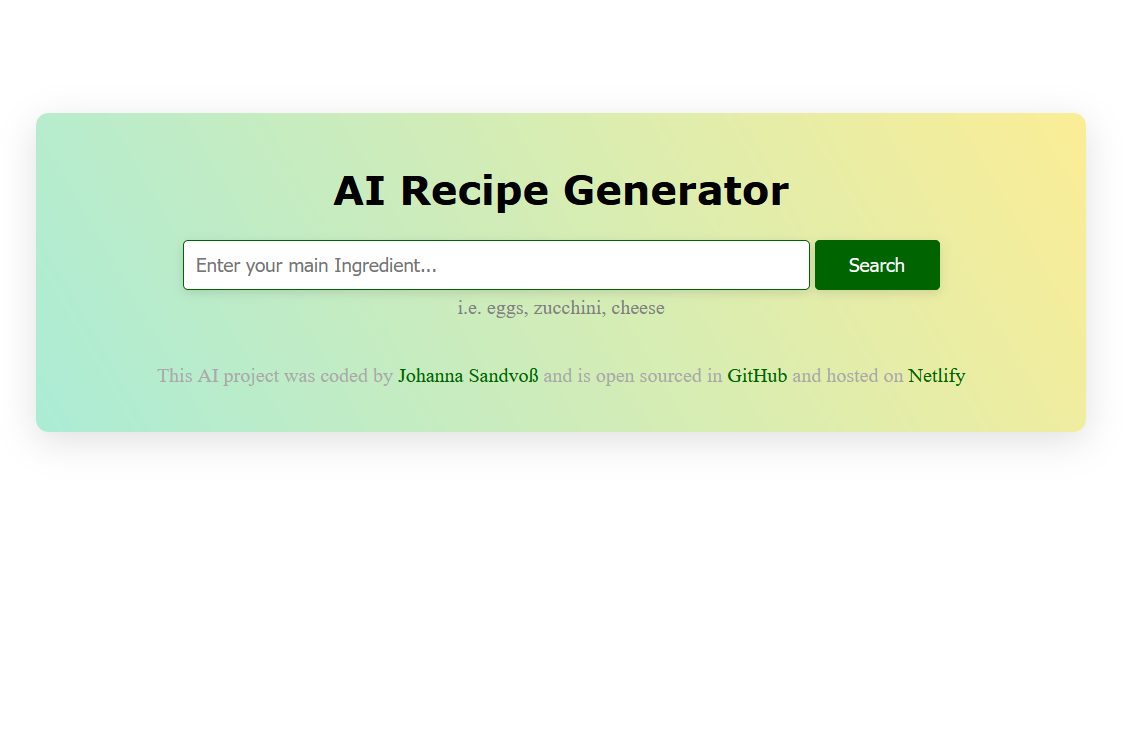 AI Recipe Generator
Enter your main Ingredient...
Search
i.e. eggs, zucchini, cheese
This AI project was coded by Johanna Sandvoß and is open sourced in GitHub and hosted on Netlify